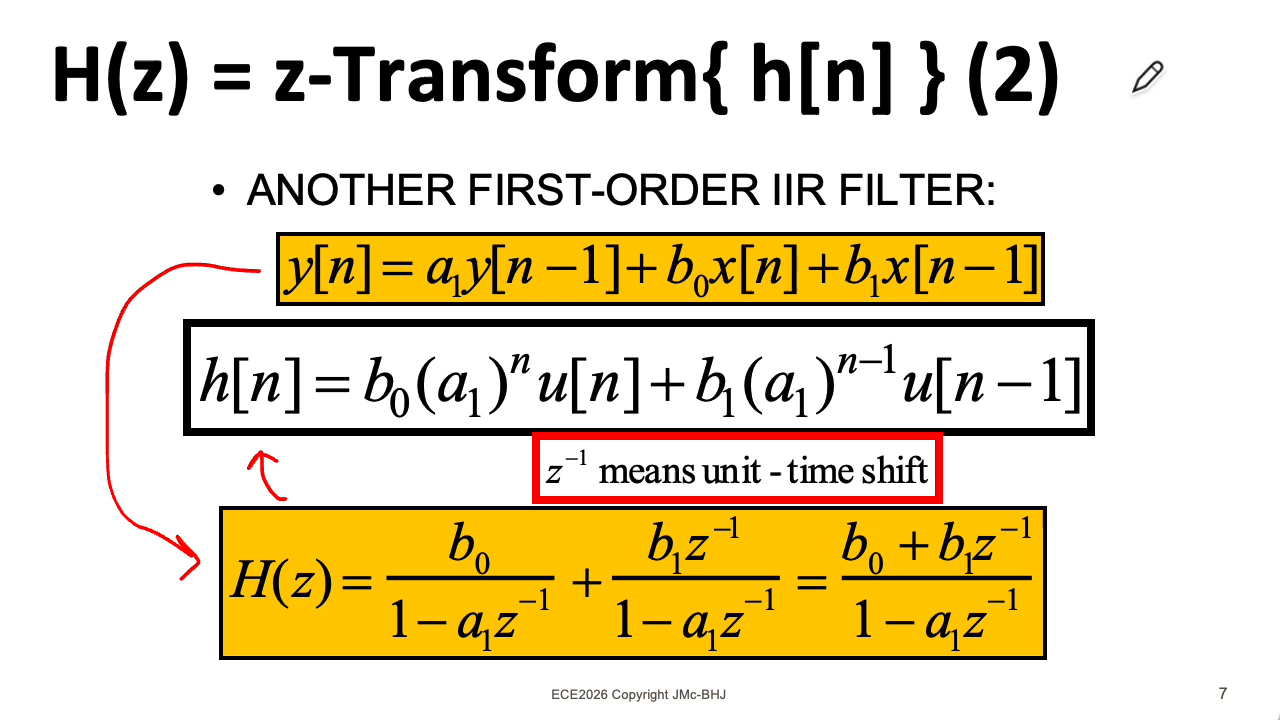 H(z) = z-Transform{ h[n] } (2)
• ANOTHER FIRST-ORDER IIR FILTER:
y[n] = a₁y[n −1] + b₀x[n] + b₁x[n −1]
h[n] = b₀(a₁)ⁿu[n] + b₁(a₁)ⁿ⁻¹u[n −1]
z⁻¹ means unit - time shift
H(z) = b₀ / (1 − a₁z⁻¹) + b₁z⁻¹ / (1 − a₁z⁻¹) = (b₀ + b₁z⁻¹) / (1 − a₁z⁻¹)
ECE2026 Copyright JMc-BHJ
7